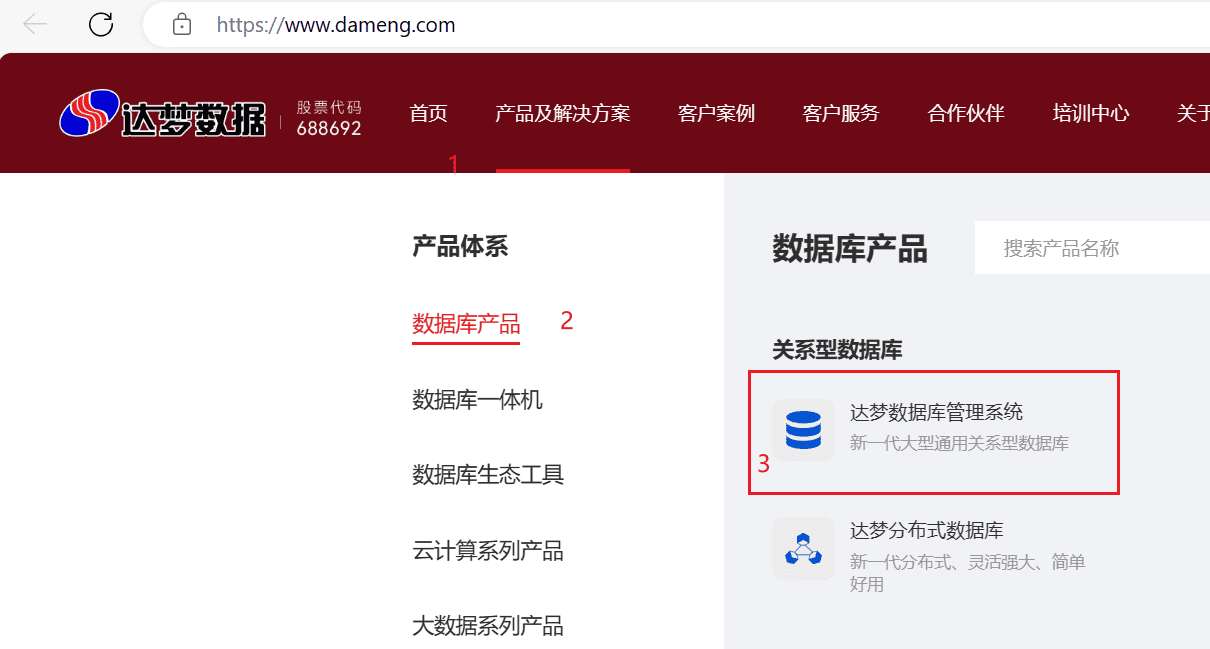 https://www.dameng.com
达梦数据
股票代码
688692
首页 产品及解决方案 客户案例 客户服务 合作伙伴 培训中心 关于
1
产品体系
数据库产品 2
数据库一体机
数据库生态工具
云计算系列产品
大数据系列产品
数据库产品 搜索产品名称
关系型数据库
达梦数据库管理系统
新一代大型通用关系型数据库
3
达梦分布式数据库
新一代分布式、灵活强大、简单
好用